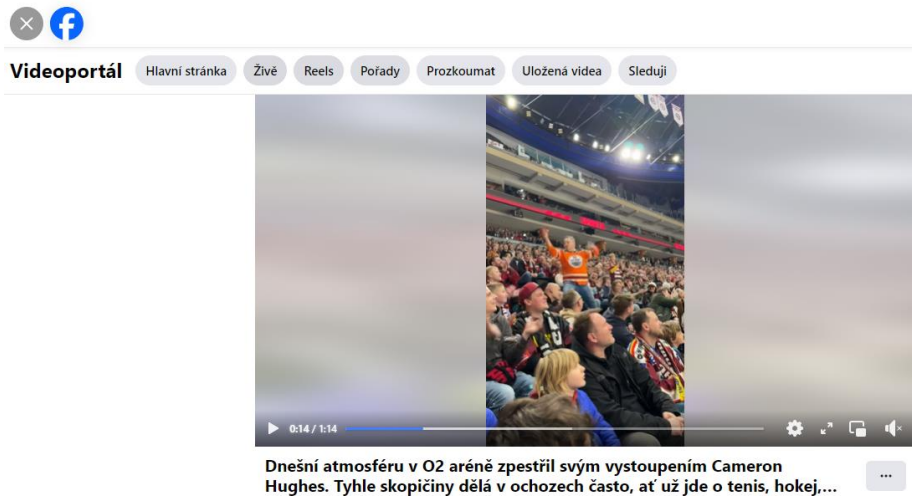 Videoportál Hlavní stránka Živě Reels Pořady Prozkoumat Uložená videa Sleduji
0:14 / 1:14
Dnešní atmosféru v O2 aréně zpestřil svým vystoupením Cameron
Hughes. Tyhle skopičiny dělá v ochozech často, ať už jde o tenis, hokej,...